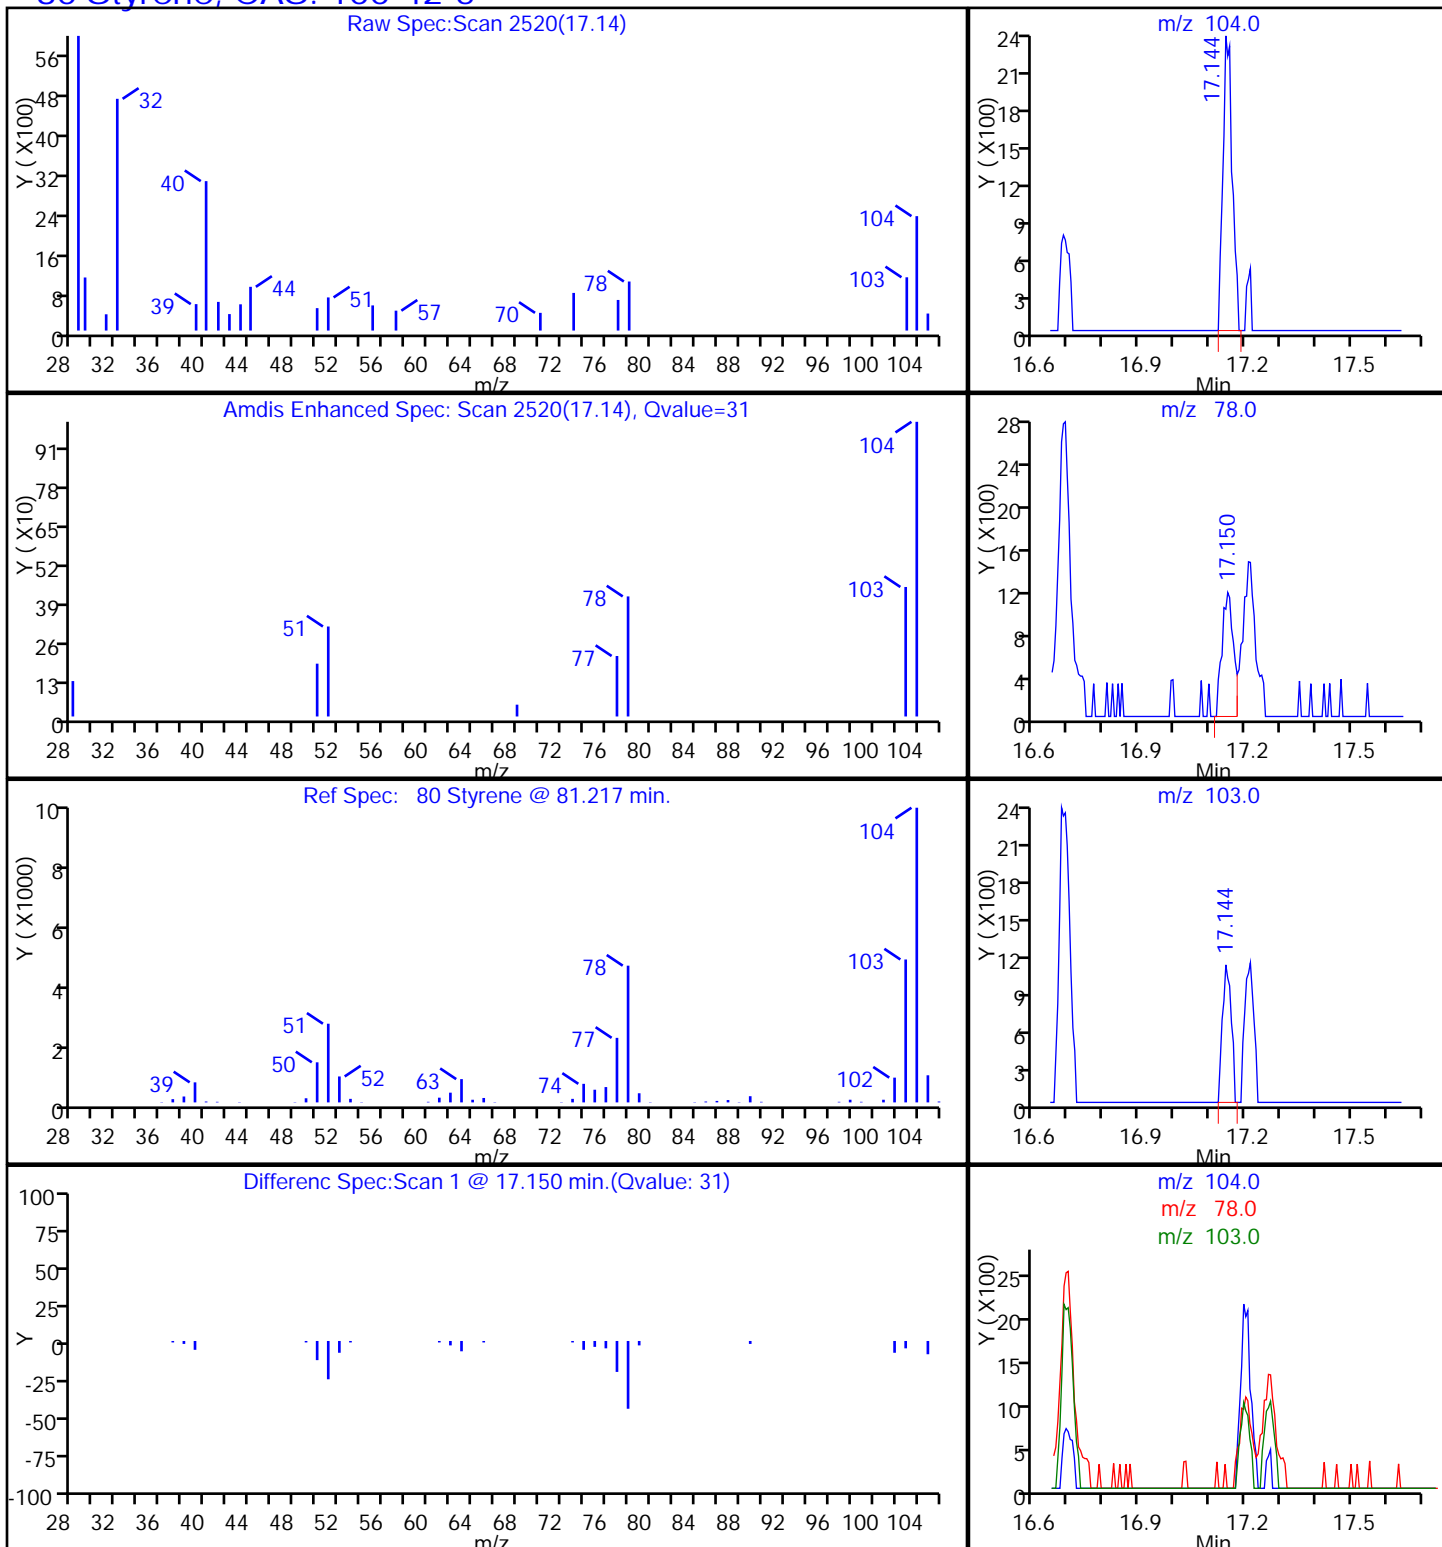 Raw Spec:Scan 2520(17.14)
Y ( X100)
56
48
40
32
24
16
8
0
32
40
39
44
51
57
70
78
104
103
28 32 36 40 44 48 52 56 60 64 68 72 76 80 84 88 92 96 100 104
m/z
m/z 104.0
Y ( X100)
24
21
18
15
12
9
6
3
0
17.144
16.6 16.9 17.2 17.5
Min
Amdis Enhanced Spec: Scan 2520(17.14), Qvalue=31
Y ( X10)
91
78
65
52
39
26
13
0
51
78
77
104
103
28 32 36 40 44 48 52 56 60 64 68 72 76 80 84 88 92 96 100 104
m/z
m/z 78.0
Y ( X100)
28
24
20
16
12
8
4
0
17.150
16.6 16.9 17.2 17.5
Min
Ref Spec: 80 Styrene @ 81.217 min.
Y ( X1000)
10
8
6
4
2
0
39
50
51
52
63
74
77
78
102
103
104
28 32 36 40 44 48 52 56 60 64 68 72 76 80 84 88 92 96 100 104
m/z
m/z 103.0
Y ( X100)
24
21
18
15
12
9
6
3
0
17.144
16.6 16.9 17.2 17.5
Min
Differenc Spec:Scan 1 @ 17.150 min.(Qvalue: 31)
Y
100
75
50
25
0
-25
-50
-75
-100
28 32 36 40 44 48 52 56 60 64 68 72 76 80 84 88 92 96 100 104
m/z
m/z 104.0
m/z 78.0
m/z 103.0
Y ( X100)
25
20
15
10
5
0
16.6 16.9 17.2 17.5
Min